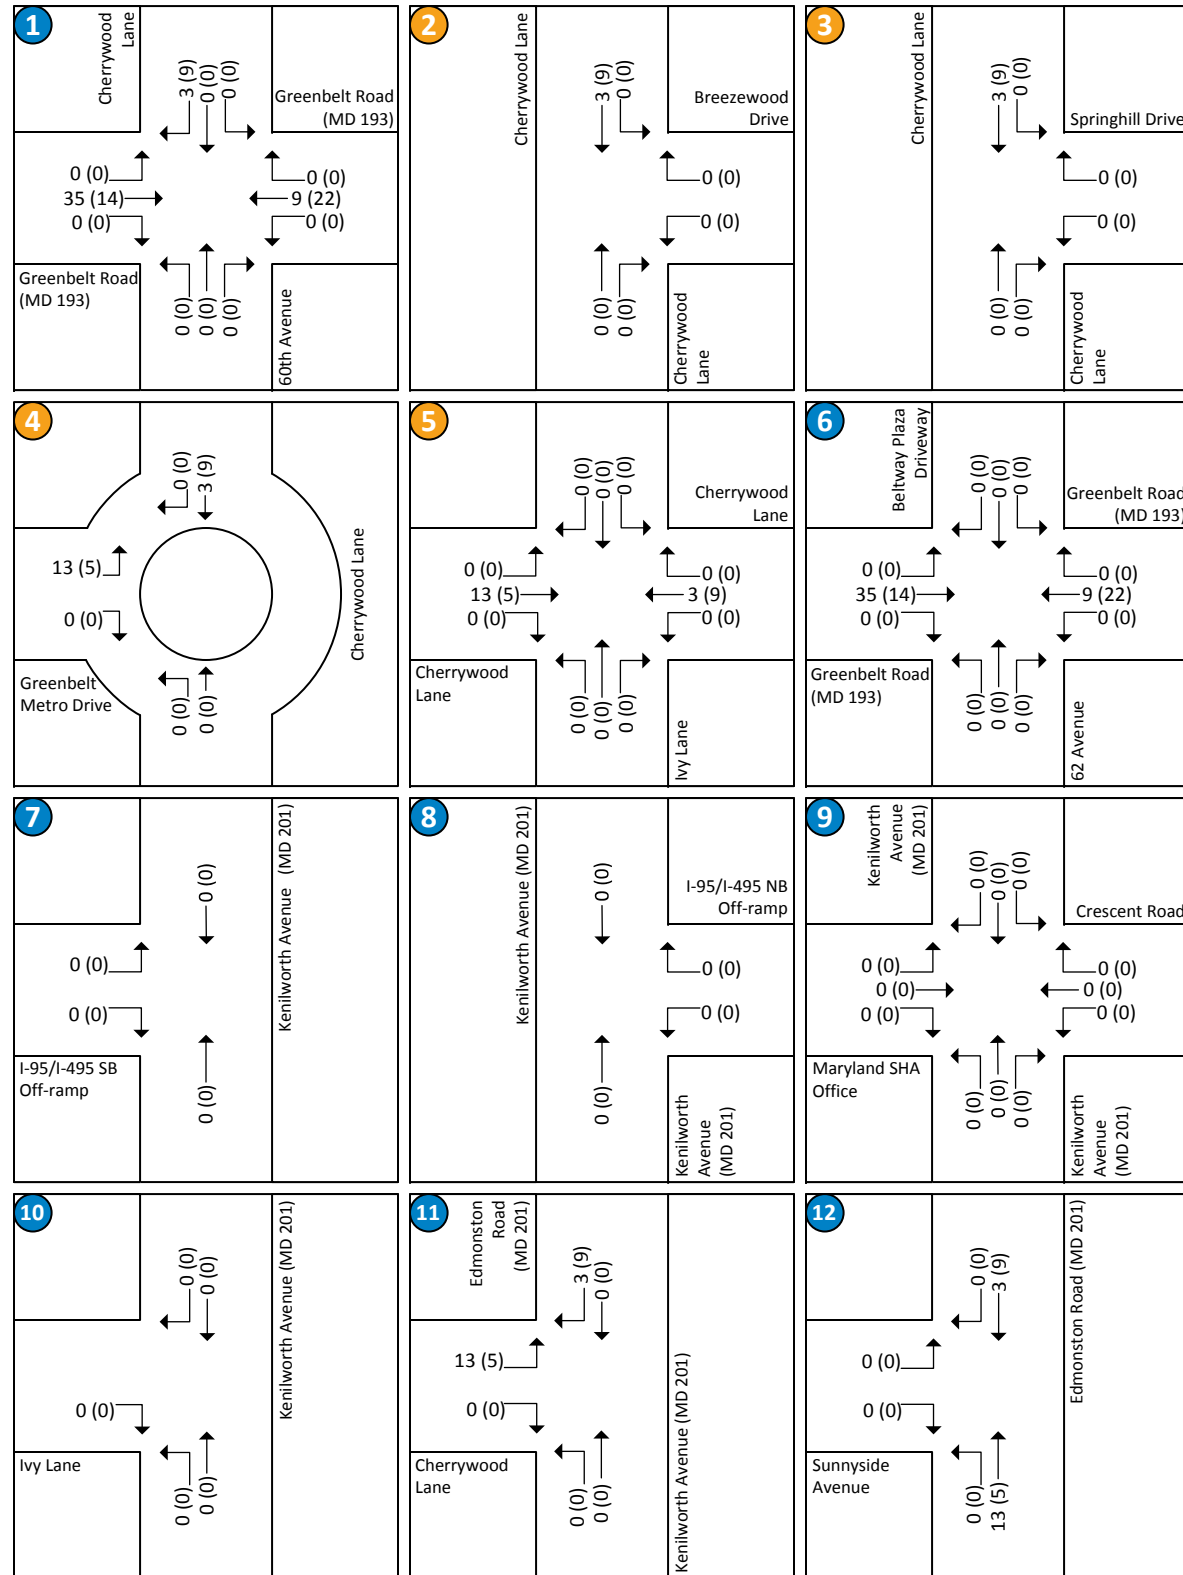 1
Cherrywood
Lane
3 (9)
0 (0)
0 (0)
Greenbelt Road
(MD 193)
0 (0)
35 (14)
0 (0)
0 (0)
9 (22)
0 (0)
Greenbelt Road
(MD 193)
0 (0)
0 (0)
0 (0)
60th Avenue
2
Cherrywood Lane
3 (9)
0 (0)
Breezewood
Drive
0 (0)
0 (0)
0 (0)
0 (0)
Cherrywood
Lane
3
Cherrywood Lane
3 (9)
0 (0)
Springhill Drive
0 (0)
0 (0)
0 (0)
0 (0)
Cherrywood
Lane
4
0 (0)
3 (9)
13 (5)
0 (0)
Cherrywood Lane
Greenbelt
Metro Drive
0 (0)
0 (0)
5
0 (0)
0 (0)
0 (0)
Cherrywood
Lane
0 (0)
13 (5)
0 (0)
0 (0)
3 (9)
0 (0)
Cherrywood
Lane
0 (0)
0 (0)
0 (0)
Ivy Lane
6
Beltway Plaza
Driveway
0 (0)
0 (0)
0 (0)
Greenbelt Road
(MD 193)
0 (0)
35 (14)
0 (0)
0 (0)
9 (22)
0 (0)
Greenbelt Road
(MD 193)
0 (0)
0 (0)
0 (0)
62 Avenue
7
0 (0)
Kenilworth Avenue (MD 201)
0 (0)
0 (0)
I-95/I-495 SB
Off-ramp
0 (0)
8
Kenilworth Avenue (MD 201)
0 (0)
I-95/I-495 NB
Off-ramp
0 (0)
0 (0)
0 (0)
Kenilworth
Avenue
(MD 201)
9
Kenilworth
Avenue
(MD 201)
0 (0)
0 (0)
0 (0)
Crescent Road
0 (0)
0 (0)
0 (0)
0 (0)
0 (0)
0 (0)
Maryland SHA
Office
0 (0)
0 (0)
0 (0)
Kenilworth
Avenue
(MD 201)
10
0 (0)
0 (0)
Kenilworth Avenue (MD 201)
0 (0)
Ivy Lane
0 (0)
0 (0)
11
Edmonston
Road
(MD 201)
3 (9)
0 (0)
13 (5)
0 (0)
Cherrywood
Lane
0 (0)
0 (0)
Kenilworth Avenue (MD 201)
12
0 (0)
3 (9)
Edmonston Road (MD 201)
0 (0)
0 (0)
Sunnyside
Avenue
0 (0)
13 (5)